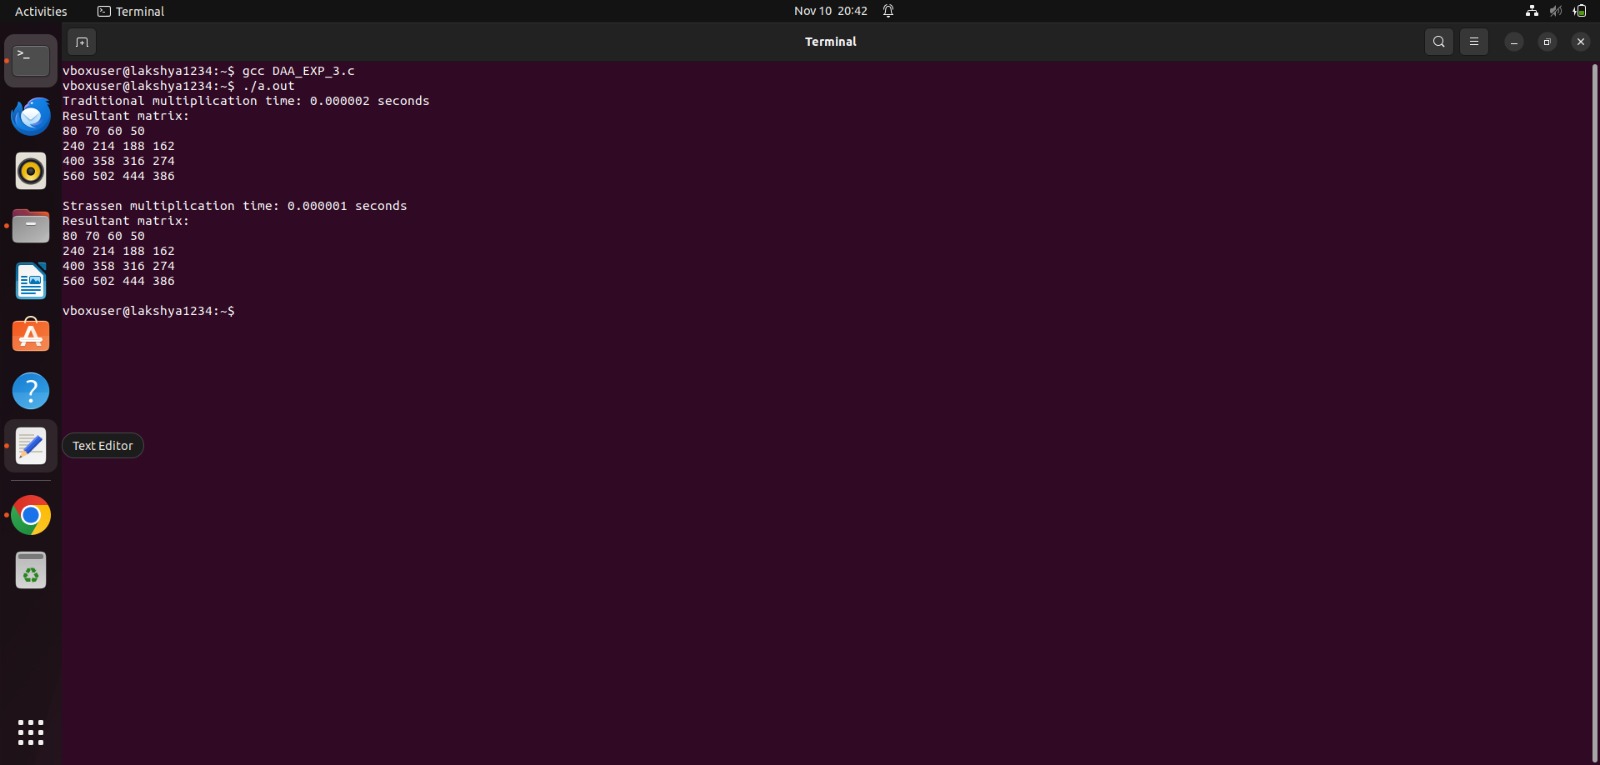 Activities
Terminal
Nov 10 20:42
Terminal
vboxuser@lakshya1234:~$ gcc DAA_EXP_3.c
vboxuser@lakshya1234:~$ ./a.out
Traditional multiplication time: 0.000002 seconds
Resultant matrix:
80 70 60 50
240 214 188 162
400 358 316 274
560 502 444 386
Strassen multiplication time: 0.000001 seconds
Resultant matrix:
80 70 60 50
240 214 188 162
400 358 316 274
560 502 444 386
vboxuser@lakshya1234:~$
Text Editor